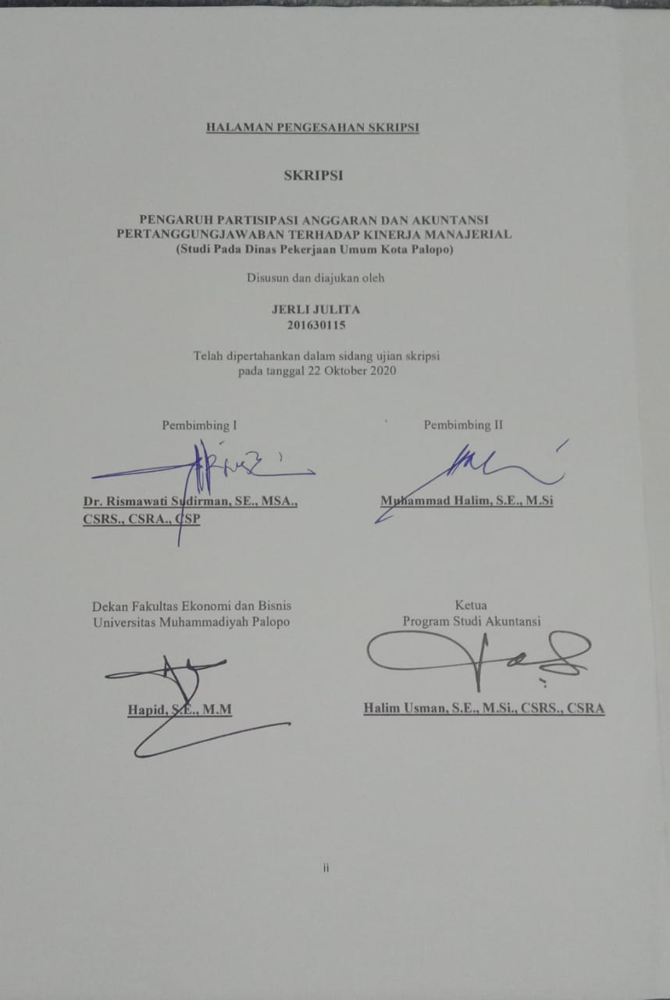 HALAMAN PENGESAHAN SKRIPSI
SKRIPSI
PENGARUH PARTISIPASI ANGGARAN DAN AKUNTANSI
PERTANGGUNGJAWABAN TERHADAP KINERJA MANAJERIAL
(Studi Pada Dinas Pekerjaan Umum Kota Palopo)
Disusun dan diajukan oleh
JERLI JULITA
201630115
Telah dipertahankan dalam sidang ujian skripsi
pada tanggal 22 Oktober 2020
Pembimbing I
Dr. Rismawati Sudirman, SE., MSA.,
CSRS., CSRA., CSP
Pembimbing II
Muhammad Halim, S.E., M.Si
Dekan Fakultas Ekonomi dan Bisnis
Universitas Muhammadiyah Palopo
Hapid, S.E., M.M
Ketua
Program Studi Akuntansi
Halim Usman, S.E., M.Si., CSRS., CSRA
ii